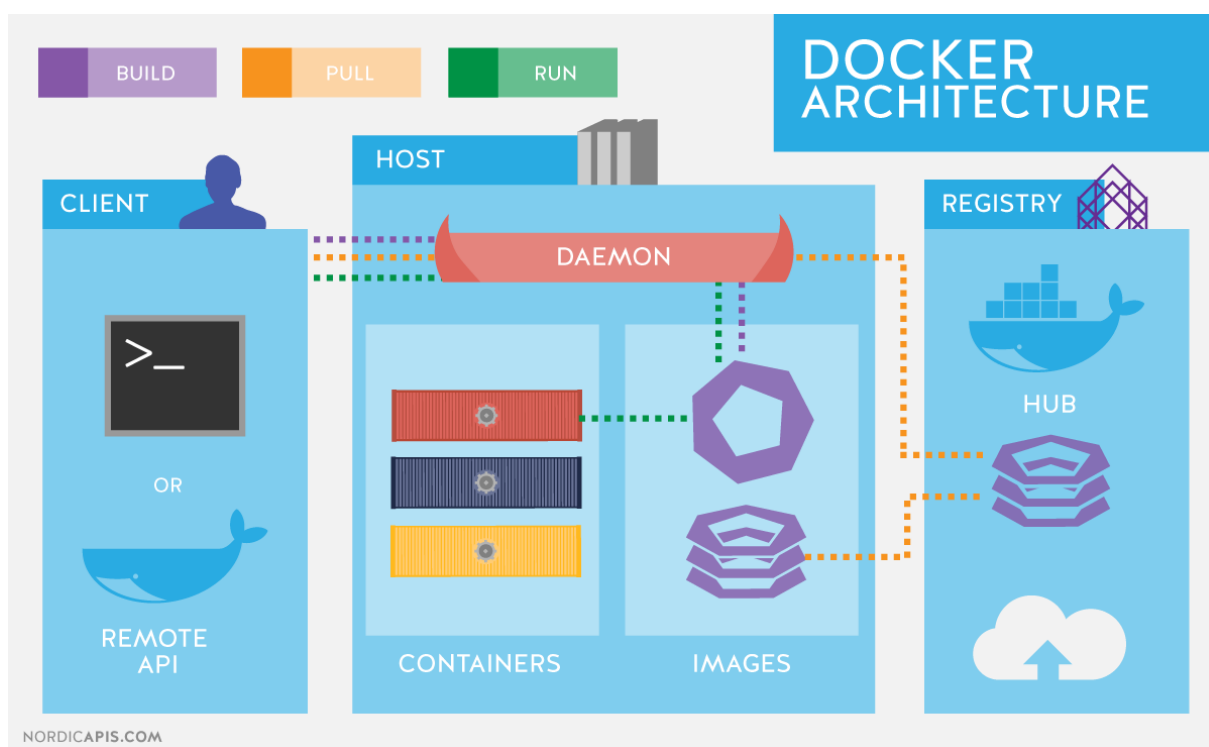 BUILD
PULL
RUN
DOCKER
ARCHITECTURE
HOST
CLIENT
REGISTRY
DAEMON
>_
HUB
OR
REMOTE
API
CONTAINERS
IMAGES
NORDICAPIS.COM